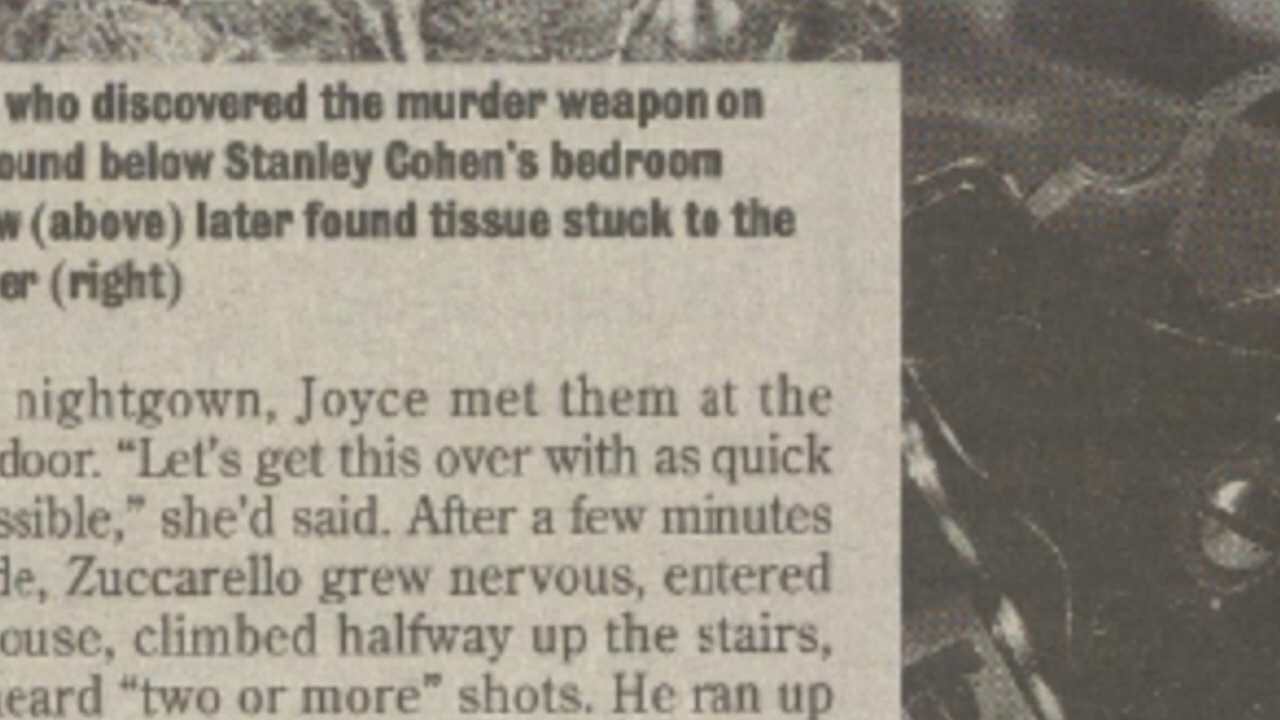 who discovered the murder weapon on
ound below Stanley Cohen's bedroom
w (above) later found tissue stuck to the
er (right)
nightgown, Joyce met them at the
door. “Let's get this over with as quick
ssible,” she'd said. After a few minutes
de, Zuccarello grew nervous, entered
ouse, climbed halfway up the stairs,
heard “two or more” shots. He ran up